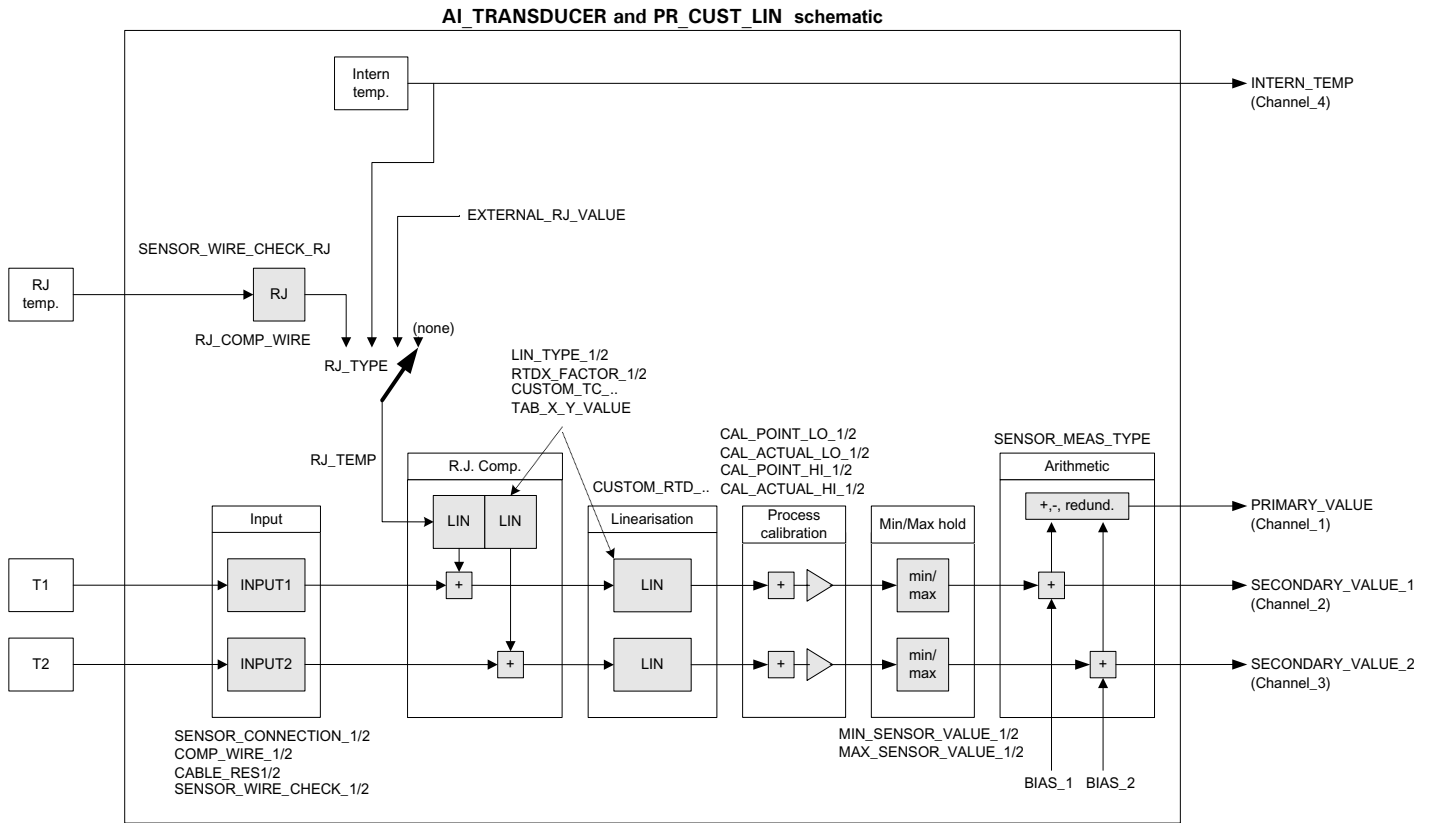 AI_TRANSDUCER and PR_CUST_LIN schematic
Intern
temp.
INTERN_TEMP
(Channel_4)
EXTERNAL_RJ_VALUE
SENSOR_WIRE_CHECK_RJ
RJ
temp.
RJ
RJ_COMP_WIRE
(none)
RJ_TYPE
LIN_TYPE_1/2
RTDX_FACTOR_1/2
CUSTOM_TC_..
TAB_X_Y_VALUE
RJ_TEMP
CAL_POINT_LO_1/2
CAL_ACTUAL_LO_1/2
CAL_POINT_HI_1/2
CAL_ACTUAL_HI_1/2
SENSOR_MEAS_TYPE
R.J. Comp.
Arithmetic
CUSTOM_RTD_..
LIN
LIN
+,-, redund.
PRIMARY_VALUE
(Channel_1)
Input
Linearisation
Process
calibration
Min/Max hold
T1
INPUT1
+
LIN
+
min/
max
+
SECONDARY_VALUE_1
(Channel_2)
T2
INPUT2
+
LIN
+
min/
max
+
SECONDARY_VALUE_2
(Channel_3)
SENSOR_CONNECTION_1/2
COMP_WIRE_1/2
CABLE_RES1/2
SENSOR_WIRE_CHECK_1/2
MIN_SENSOR_VALUE_1/2
MAX_SENSOR_VALUE_1/2
BIAS_1
BIAS_2